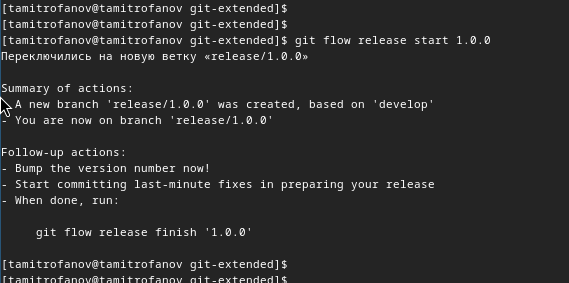 [tamitrofanov@tamitrofanov git-extended]$
[tamitrofanov@tamitrofanov git-extended]$
[tamitrofanov@tamitrofanov git-extended]$ git flow release start 1.0.0
Переключились на новую ветку «release/1.0.0»
Summary of actions:
A new branch 'release/1.0.0' was created, based on 'develop'
- You are now on branch 'release/1.0.0'
Follow-up actions:
- Bump the version number now!
- Start committing last-minute fixes in preparing your release
- When done, run:
git flow release finish '1.0.0'
[tamitrofanov@tamitrofanov git-extended]$
[tamitrofanov@tamitrofanov git-extended]$